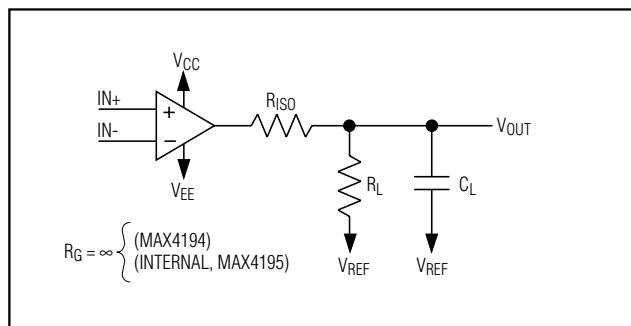 VCC
IN+
IN-
+
−
VEE
RISO
VOUT
RL
CL
VREF
VREF
RG = ∞ { (MAX4194)
(INTERNAL, MAX4195)